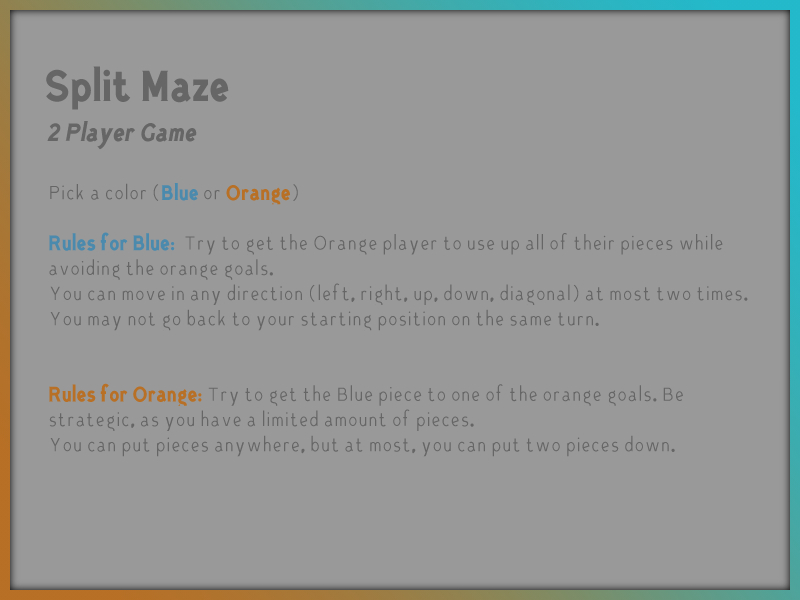 Split Maze
2 Player Game
Pick a color (Blue or Orange)
Rules for Blue: Try to get the Orange player to use up all of their pieces while
avoiding the orange goals.
You can move in any direction (left, right, up, down, diagonal) at most two times.
You may not go back to your starting position on the same turn.
Rules for Orange: Try to get the Blue piece to one of the orange goals. Be
strategic, as you have a limited amount of pieces.
You can put pieces anywhere, but at most, you can put two pieces down.